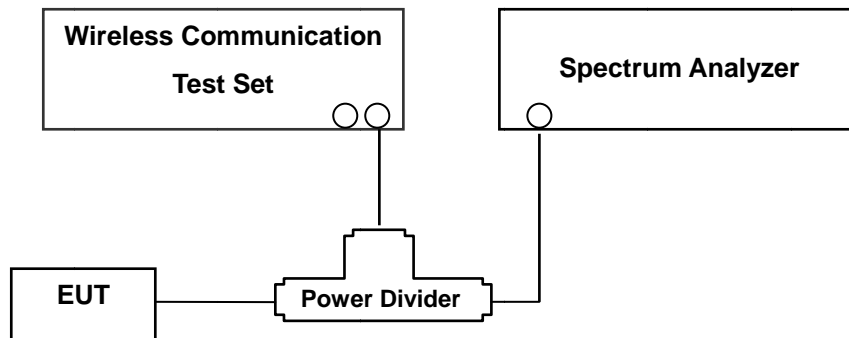 Wireless Communication
Test Set
Spectrum Analyzer
EUT
Power Divider